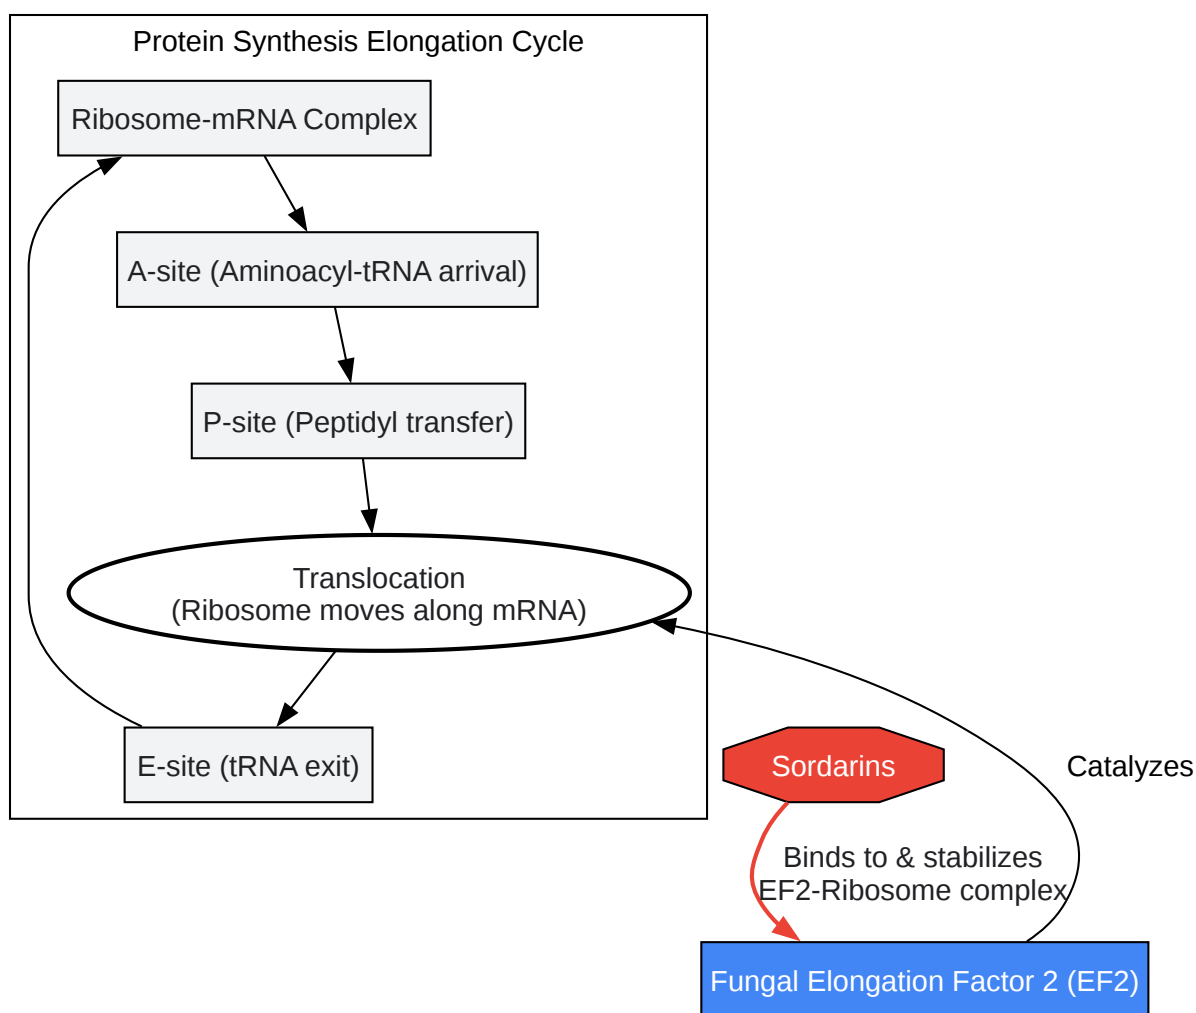 Protein Synthesis Elongation Cycle
Ribosome-mRNA Complex
A-site (Aminoacyl-tRNA arrival)
P-site (Peptidyl transfer)
Translocation
(Ribosome moves along mRNA)
E-site (tRNA exit)
Sordarins
Catalyzes
Binds to & stabilizes
EF2-Ribosome complex
Fungal Elongation Factor 2 (EF2)